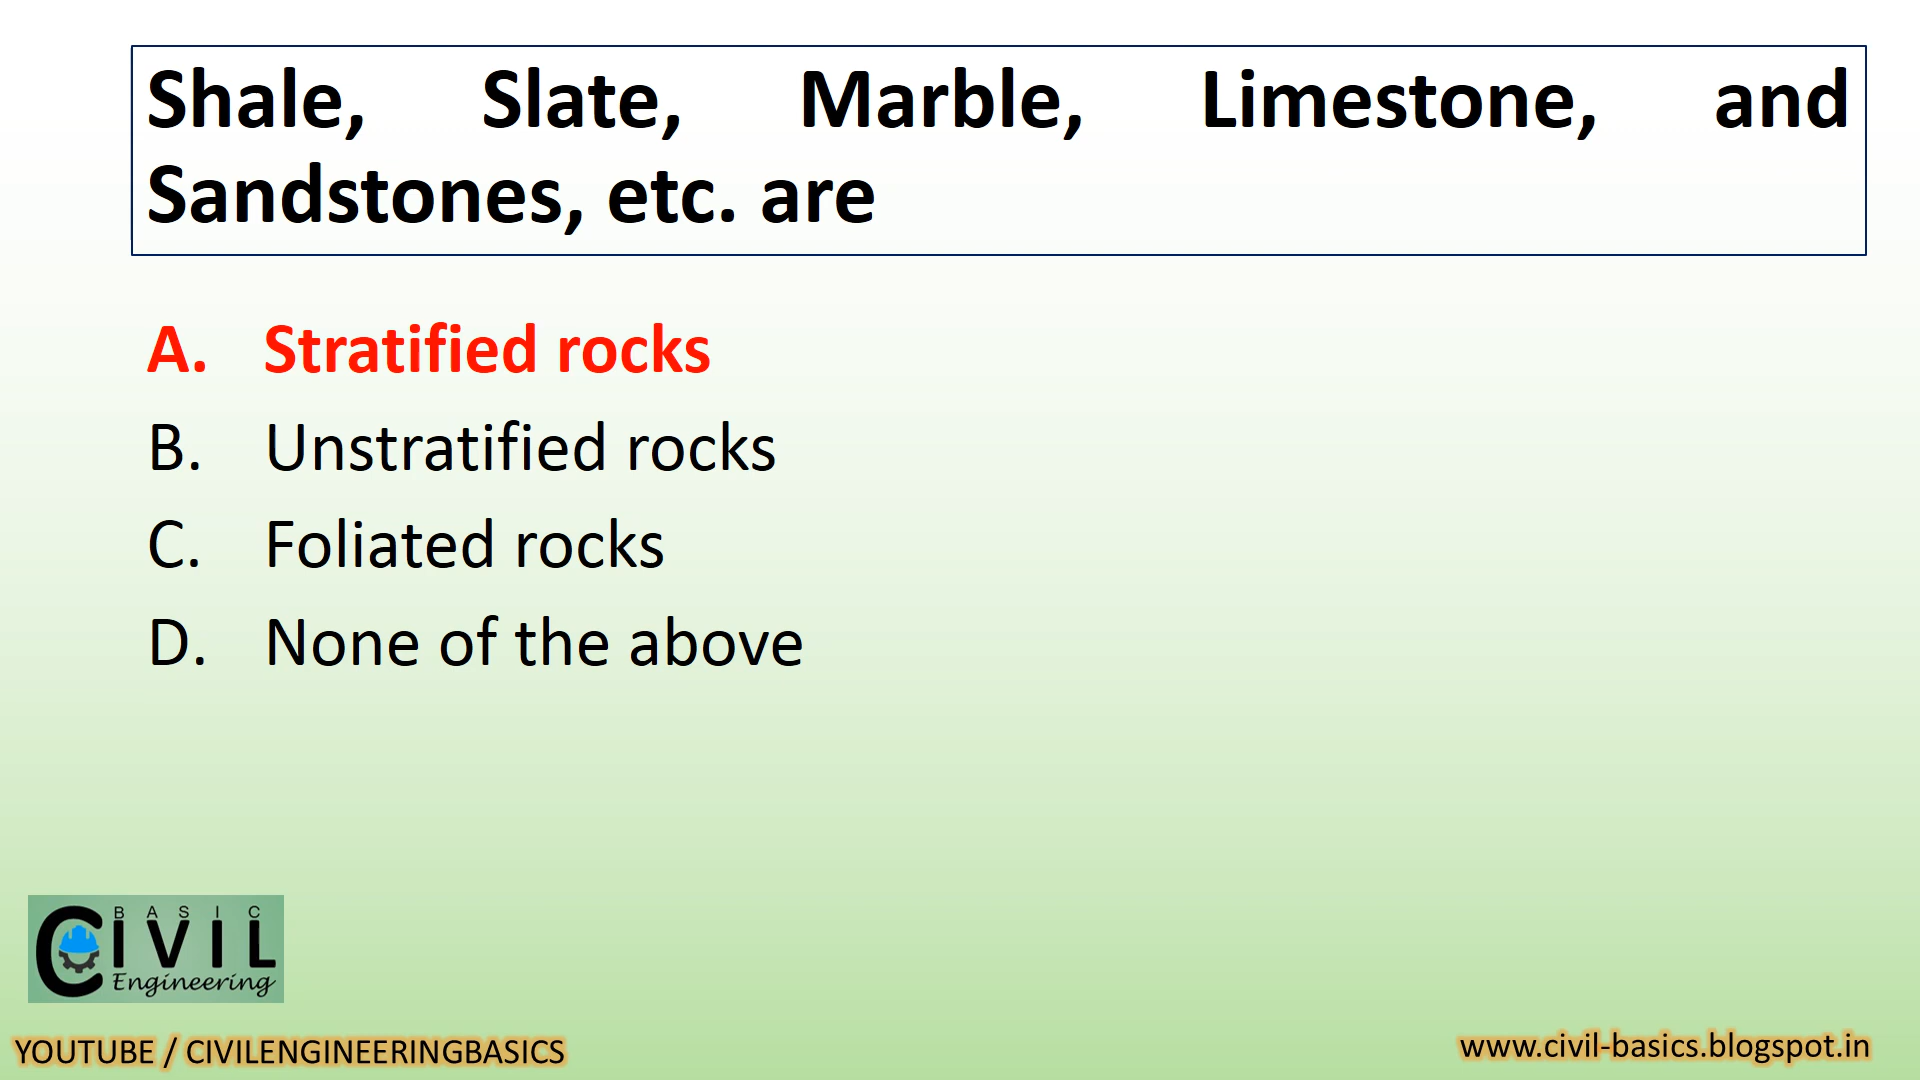 Shale, Slate, Marble, Limestone, and
Sandstones, etc. are
A. Stratified rocks
B. Unstratified rocks
C. Foliated rocks
D. None of the above
BASIC
CIVIL
Engineering
YOUTUBE / CIVILENGINEERINGBASICS
www.civil-basics.blogspot.in